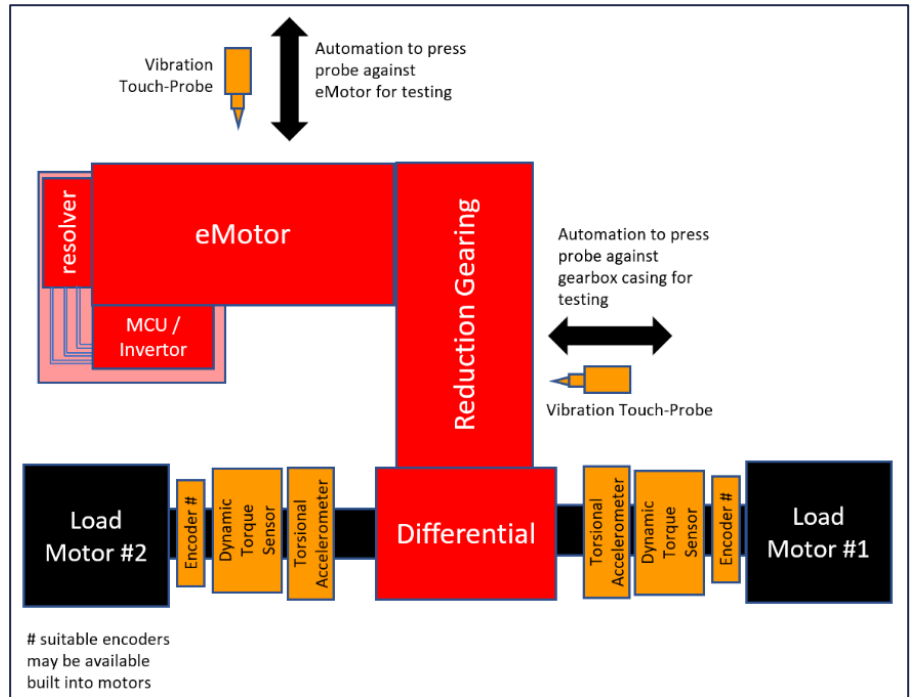 Vibration
Touch-Probe
Automation to press
probe against
eMotor for testing
resolver
eMotor
Reduction Gearing
Automation to press
probe against
gearbox casing for
testing
MCU /
Invertor
Vibration Touch-Probe
Load
Motor #2
Encoder #
Dynamic
Torque
Sensor
Torsional
Accelerometer
Differential
Torsional
Accelerometer
Dynamic
Torque
Sensor
Encoder #
Load
Motor #1
# suitable encoders
may be available
built into motors